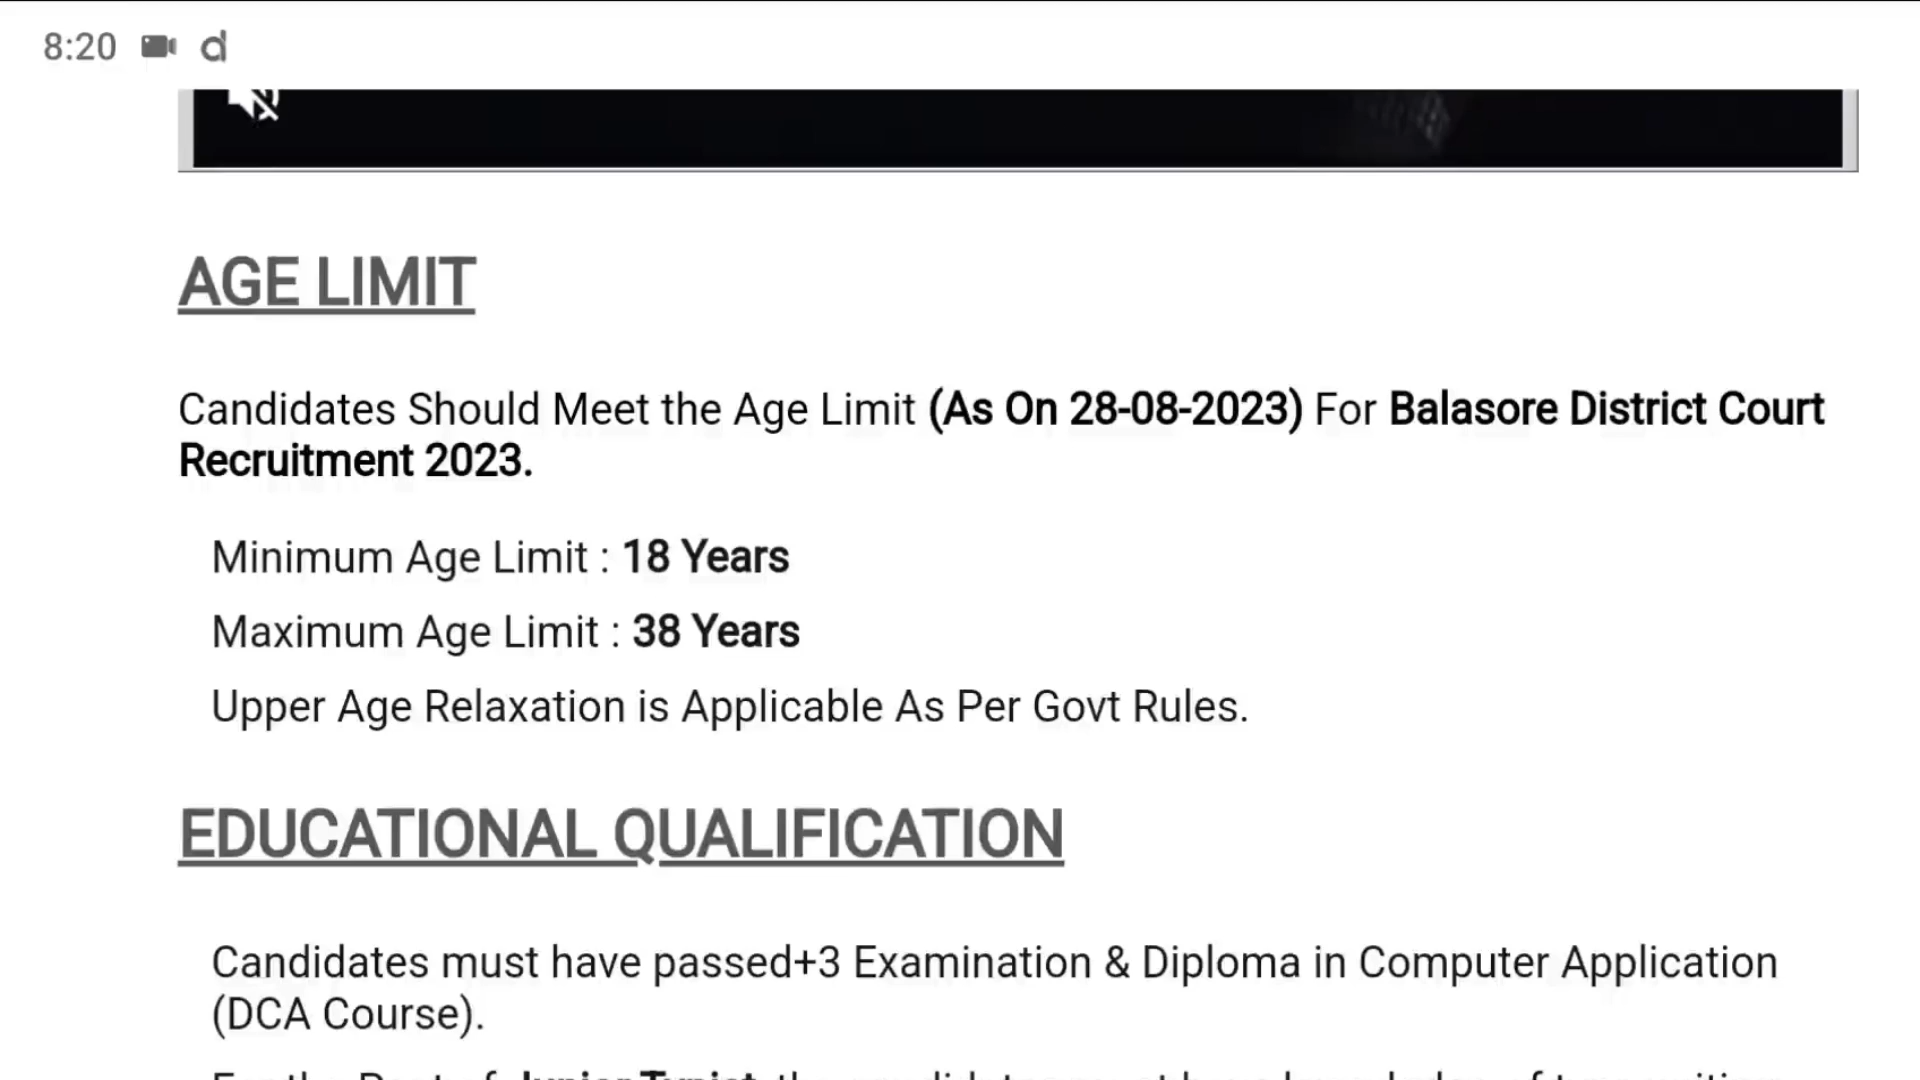 8:20
AGE LIMIT
Candidates Should Meet the Age Limit (As On 28-08-2023) For Balasore District Court
Recruitment 2023.
Minimum Age Limit : 18 Years
Maximum Age Limit : 38 Years
Upper Age Relaxation is Applicable As Per Govt Rules.
EDUCATIONAL QUALIFICATION
Candidates must have passed+3 Examination & Diploma in Computer Application
(DCA Course).